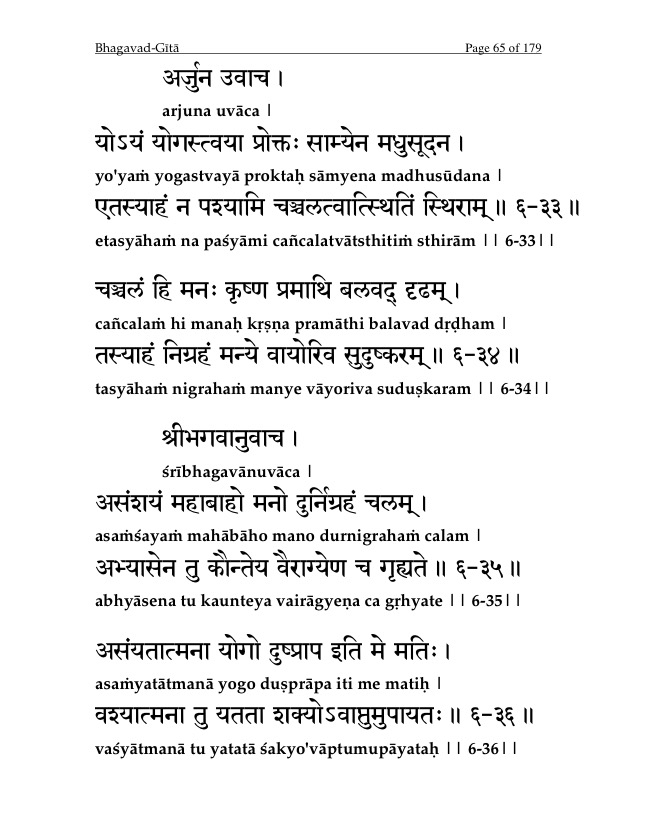 Bhagavad-Gītā Page 65 of 179
अर्जुन उवाच ।
arjuna uvāca |
योऽयं योगस्त्वया प्रोक्तः साम्येन मधुसूदन ।
yo'yaṁ yogastvayā proktaḥ sāmyena madhusūdana |
एतस्याहं न पश्यामि चञ्चलत्वात्स्थितिं स्थिराम् ॥ ६-३३॥
etasyāhaṁ na paśyāmi cañcalatvātsthitiṁ sthirām || 6-33||
चञ्चलं हि मनः कृष्ण प्रमाथि बलवद् दृढम् ।
cañcalaṁ hi manaḥ kṛṣṇa pramāthi balavad dṛḍham |
तस्याहं निग्रहं मन्ये वायोरिव सुदुष्करम् ॥ ६-३४॥
tasyāhaṁ nigrahaṁ manye vāyoriva suduṣkaram || 6-34||
श्रीभगवानुवाच ।
śrībhagavānuvāca |
असंशयं महाबाहो मनो दुर्निग्रहं चलम् ।
asaṁśayaṁ mahābāho mano durnigrahaṁ calam |
अभ्यासेन तु कौन्तेय वैराग्येण च गृह्यते ॥ ६-३५॥
abhyāsena tu kaunteya vairāgyeṇa ca gṛhyate || 6-35||
असंयतात्मना योगो दुष्प्राप इति मे मतिः ।
asaṁyatātmanā yogo duṣprāpa iti me matiḥ |
वश्यात्मना तु यतता शक्योऽवाप्तुमुपायतः ॥ ६-३६॥
vaśyātmanā tu yatatā śakyo'vāptumupāyataḥ || 6-36||